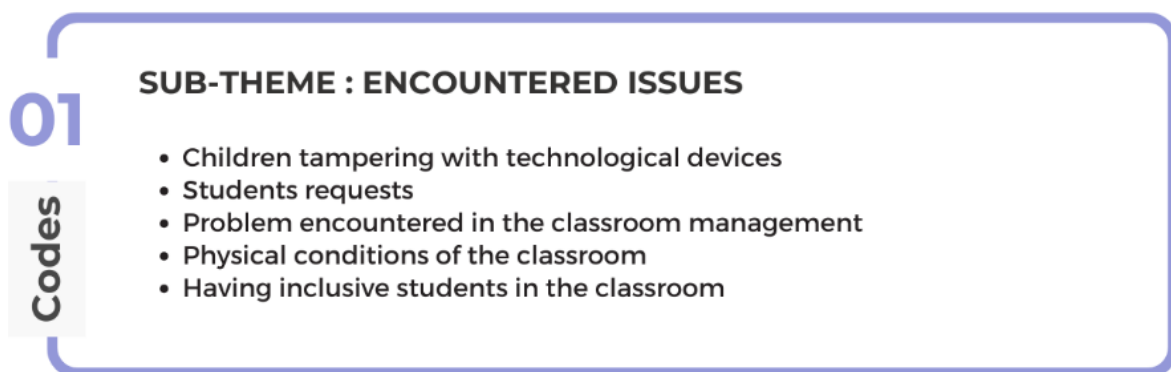 01
Codes
SUB-THEME : ENCOUNTERED ISSUES
• Children tampering with technological devices
• Students requests
• Problem encountered in the classroom management
• Physical conditions of the classroom
• Having inclusive students in the classroom